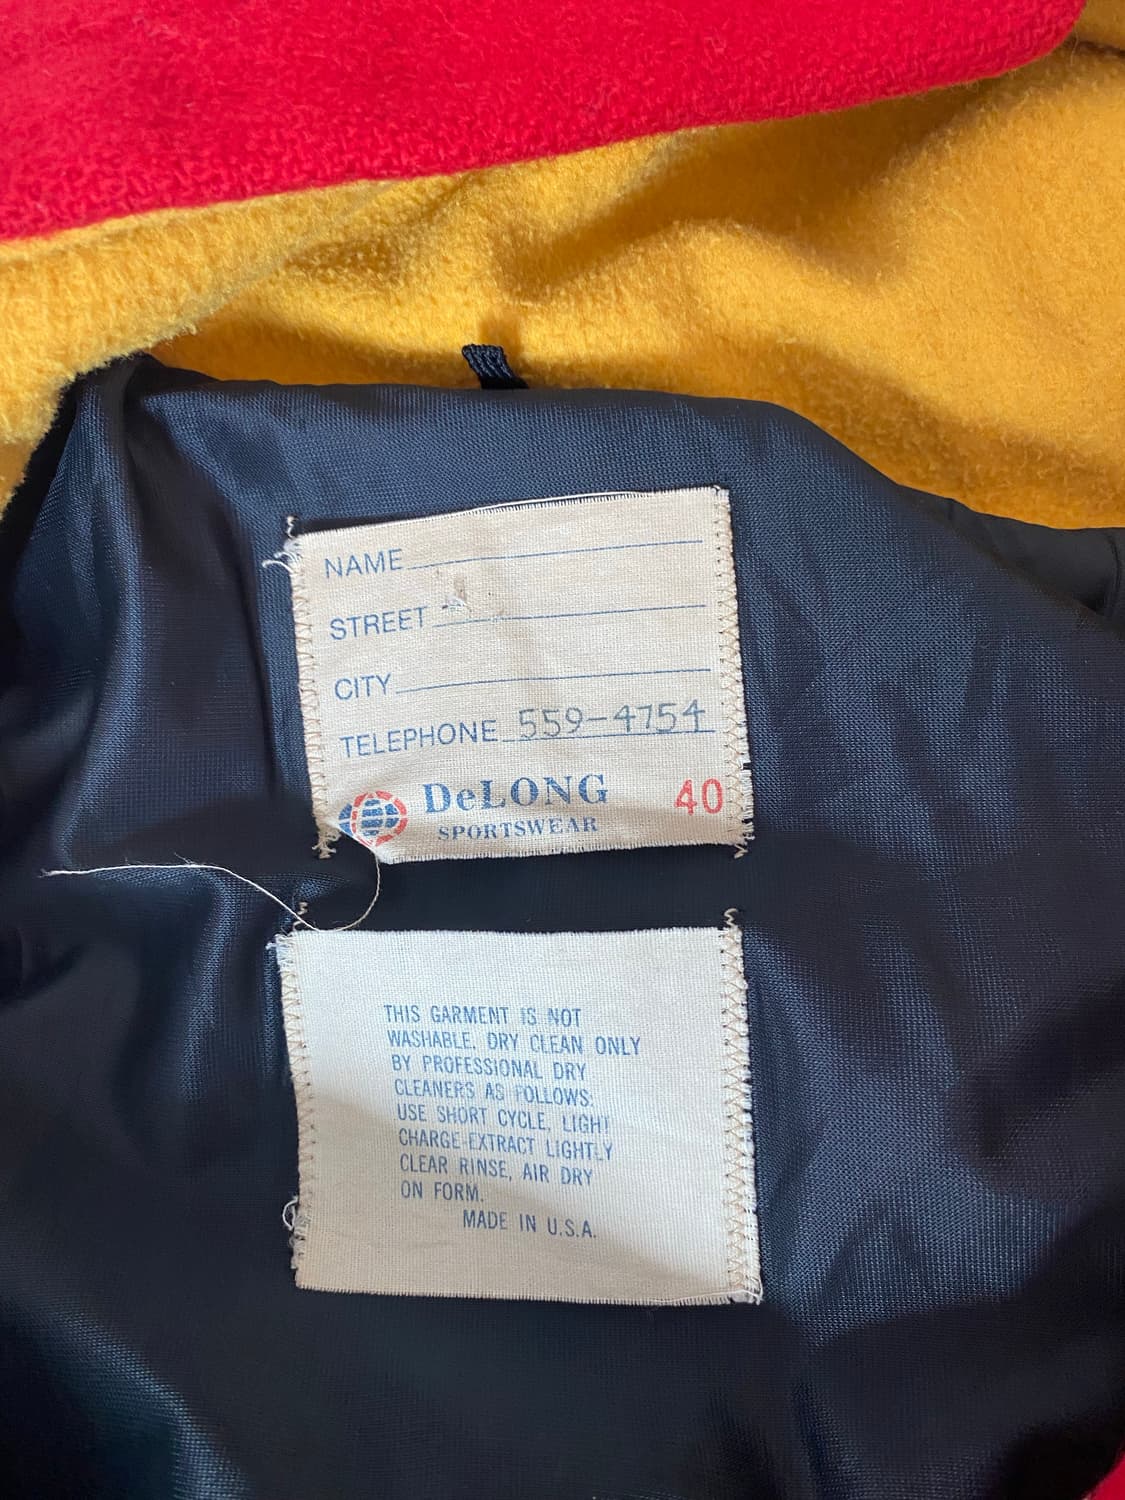 NAME
STREET
CITY
TELEPHONE 559-4754
DeLONG 40
SPORTSWEAR
THIS GARMENT IS NOT
WASHABLE. DRY CLEAN ONLY
BY PROFESSIONAL DRY
CLEANERS AS FOLLOWS:
USE SHORT CYCLE, LIGHT
CHARGE-EXTRACT LIGHTLY
CLEAR RINSE, AIR DRY
ON FORM.
MADE IN U.S.A.